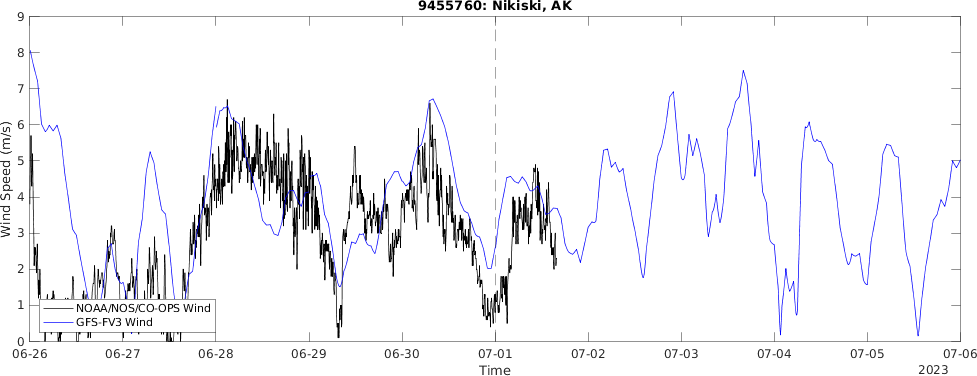 9455760: Nikiski, AK
Wind Speed (m/s)
9
8
7
6
5
4
3
2
1
0
NOAA/NOS/CO-OPS Wind
GFS-FV3 Wind
06-26 06-27 06-28 06-29 06-30 07-01 07-02 07-03 07-04 07-05 07-06
Time
2023